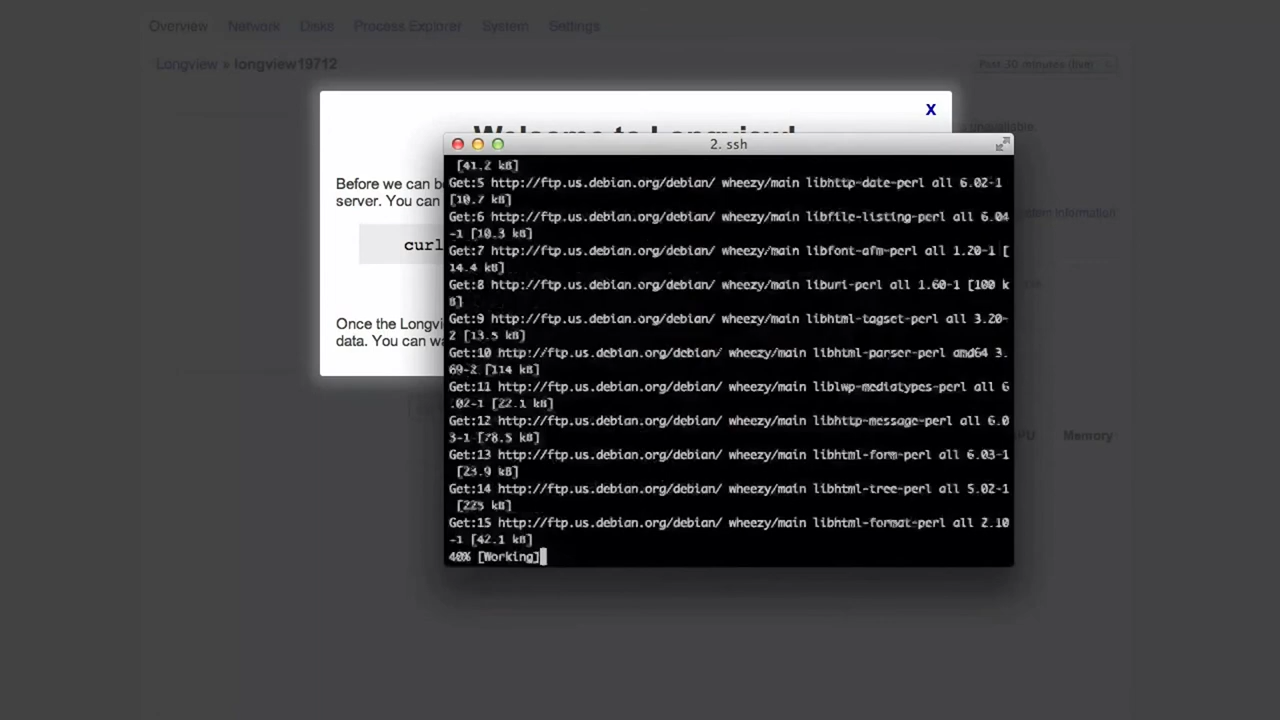 Overview Network Disks Process Explorer System Settings
Longview » longview19712
Past 30 minutes (live)
X
Welcome to Longview!
unavailable.
2. ssh
[41.2 kB]
Before we can be
Get:5 http://ftp.us.debian.org/debian/ wheezy/main libhttp-date-perl all 6.02-1
server. You can
[10.7 kB]
Get:6 http://ftp.us.debian.org/debian/ wheezy/main libfile-listing-perl all 6.04
-1 [10.3 kB]
System Information
curl
Get:7 http://ftp.us.debian.org/debian/ wheezy/main libfont-afm-perl all 1.20-1 [
14.4 kB]
Get:8 http://ftp.us.debian.org/debian/ wheezy/main liburi-perl all 1.60-1 [100 k
B]
Once the Longvie
Get:9 http://ftp.us.debian.org/debian/ wheezy/main libhtml-tagset-perl all 3.20-
2 [13.5 kB]
data. You can wa
Get:10 http://ftp.us.debian.org/debian/ wheezy/main libhtml-parser-perl amd64 3.
69-2 [114 kB]
Get:11 http://ftp.us.debian.org/debian/ wheezy/main liblwp-mediatypes-perl all 6
.02-1 [22.1 kB]
Get:12 http://ftp.us.debian.org/debian/ wheezy/main libhttp-message-perl all 6.0
3-1 [78.5 kB]
CPU Memory
Get:13 http://ftp.us.debian.org/debian/ wheezy/main libhtml-form-perl all 6.03-1
[23.9 kB]
Get:14 http://ftp.us.debian.org/debian/ wheezy/main libhtml-tree-perl all 5.02-1
[225 kB]
Get:15 http://ftp.us.debian.org/debian/ wheezy/main libhtml-format-perl all 2.10
-1 [42.1 kB]
40% [Working]